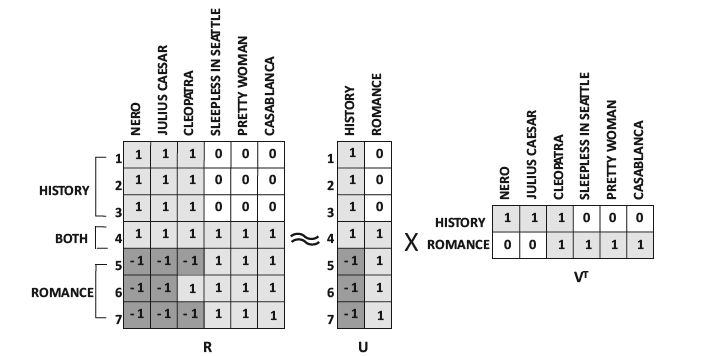 NERO JULIUS CAESAR CLEOPATRA SLEEPLESS IN SEATTLE PRETTY WOMAN CASABLANCA
HISTORY
BOTH
ROMANCE
1 1 1 1 0 0 0
2 1 1 1 0 0 0
3 1 1 1 0 0 0
4 1 1 1 1 1 1
5 -1 -1 -1 1 1 1
6 -1 -1 1 1 1 1
7 -1 -1 -1 1 1 1
R
≈
HISTORY ROMANCE
1 1 0
2 1 0
3 1 0
4 1 1
5 -1 1
6 -1 1
7 -1 1
U
X
NERO JULIUS CAESAR CLEOPATRA SLEEPLESS IN SEATTLE PRETTY WOMAN CASABLANCA
HISTORY 1 1 1 0 0 0
ROMANCE 0 0 1 1 1 1
Vᵀ